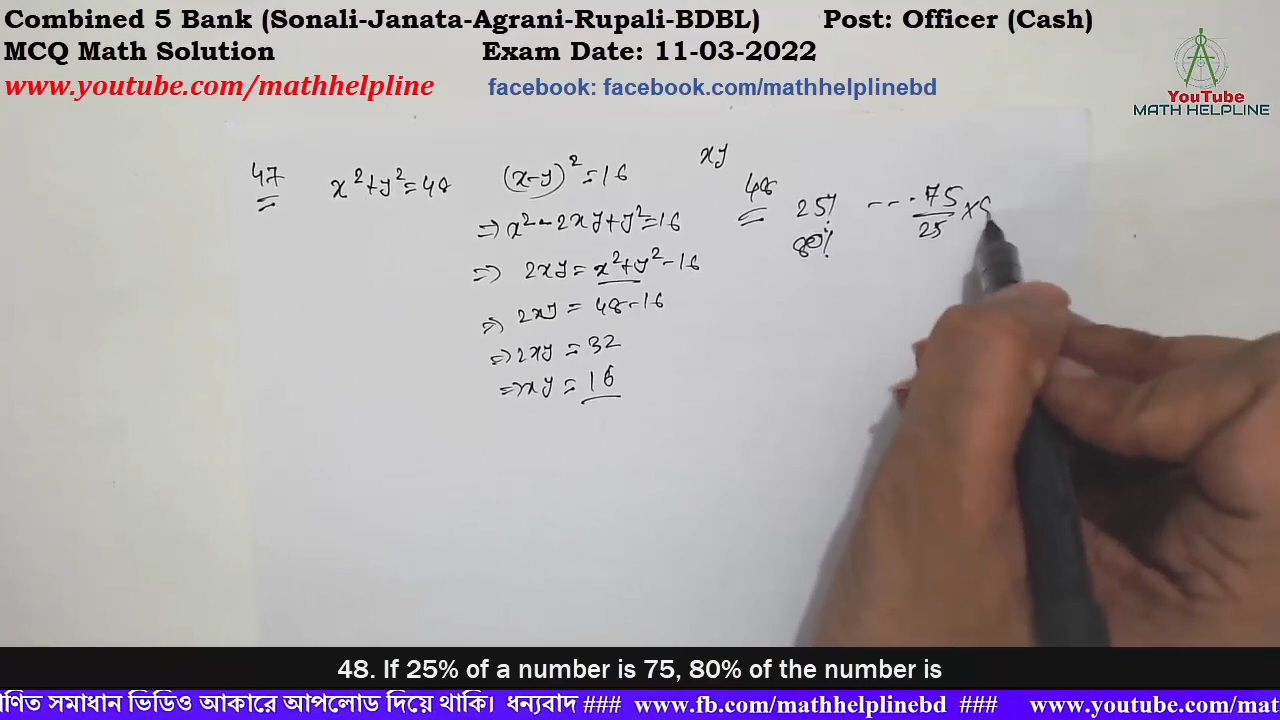 Combined 5 Bank (Sonali-Janata-Agrani-Rupali-BDBL) Post: Officer (Cash)
MCQ Math Solution Exam Date: 11-03-2022
www.youtube.com/mathhelpline facebook: facebook.com/mathhelplinebd
YouTube
MATH HELPLINE
47 x²+y²=48 (x-y)²=16 xy
⇒ x²-2xy+y²=16
⇒ 2xy = x²+y²-16
⇒ 2xy = 48-16
⇒ 2xy = 32
⇒ xy = 16
48 25% --- 75/25 ×
80%
48. If 25% of a number is 75, 80% of the number is
ণিত সমাধান ভিডিও আকারে আপলোড দিয়ে থাকি। ধন্যবাদ ### www.fb.com/mathhelplinebd ### www.youtube.com/mat